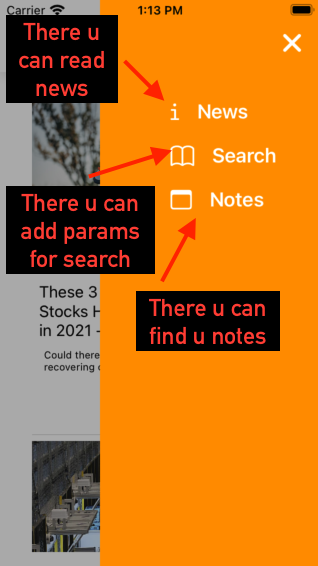 Carrier
1:13 PM
There u
can read
news
News
Search
There u can
add params
for search
Notes
These 3
Stocks H
in 2021 -
There u can
find u notes
Could there
recovering